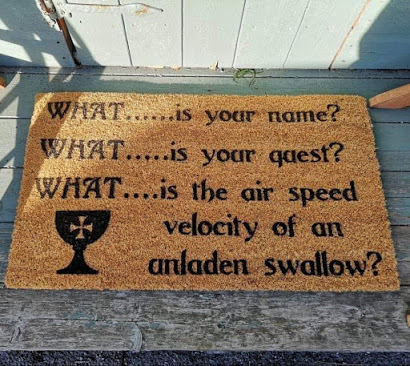 WHAT......is your name?
WHAT......is your quest?
WHAT....is the air speed
velocity of an
anladen swallow?